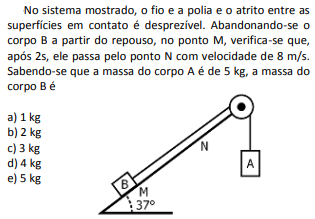 No sistema mostrado, o fio e a polia e o atrito entre as
superfícies em contato é desprezível. Abandonando-se o
corpo B a partir do repouso, no ponto M, verifica-se que,
após 2s, ele passa pelo ponto N com velocidade de 8 m/s.
Sabendo-se que a massa do corpo A é de 5 kg, a massa do
corpo B é
a) 1 kg
b) 2 kg
c) 3 kg
d) 4 kg
e) 5 kg
N
A
B
M
37°